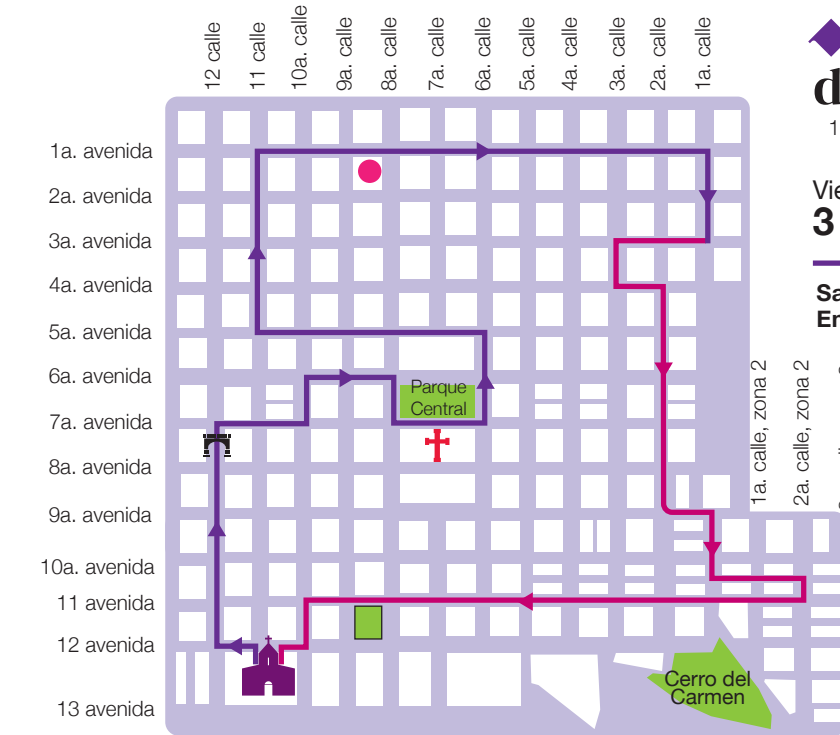 12 calle
11 calle
10a. calle
9a. calle
8a. calle
7a. calle
6a. calle
5a. calle
4a. calle
3a. calle
2a. calle
1a. calle
1a. avenida
2a. avenida
3a. avenida
4a. avenida
5a. avenida
6a. avenida
7a. avenida
8a. avenida
9a. avenida
10a. avenida
11 avenida
12 avenida
13 avenida
Parque
Central
1a. calle, zona 2
2a. calle, zona 2
Cerro del
Carmen
d
1
Vie
3
Sa
En